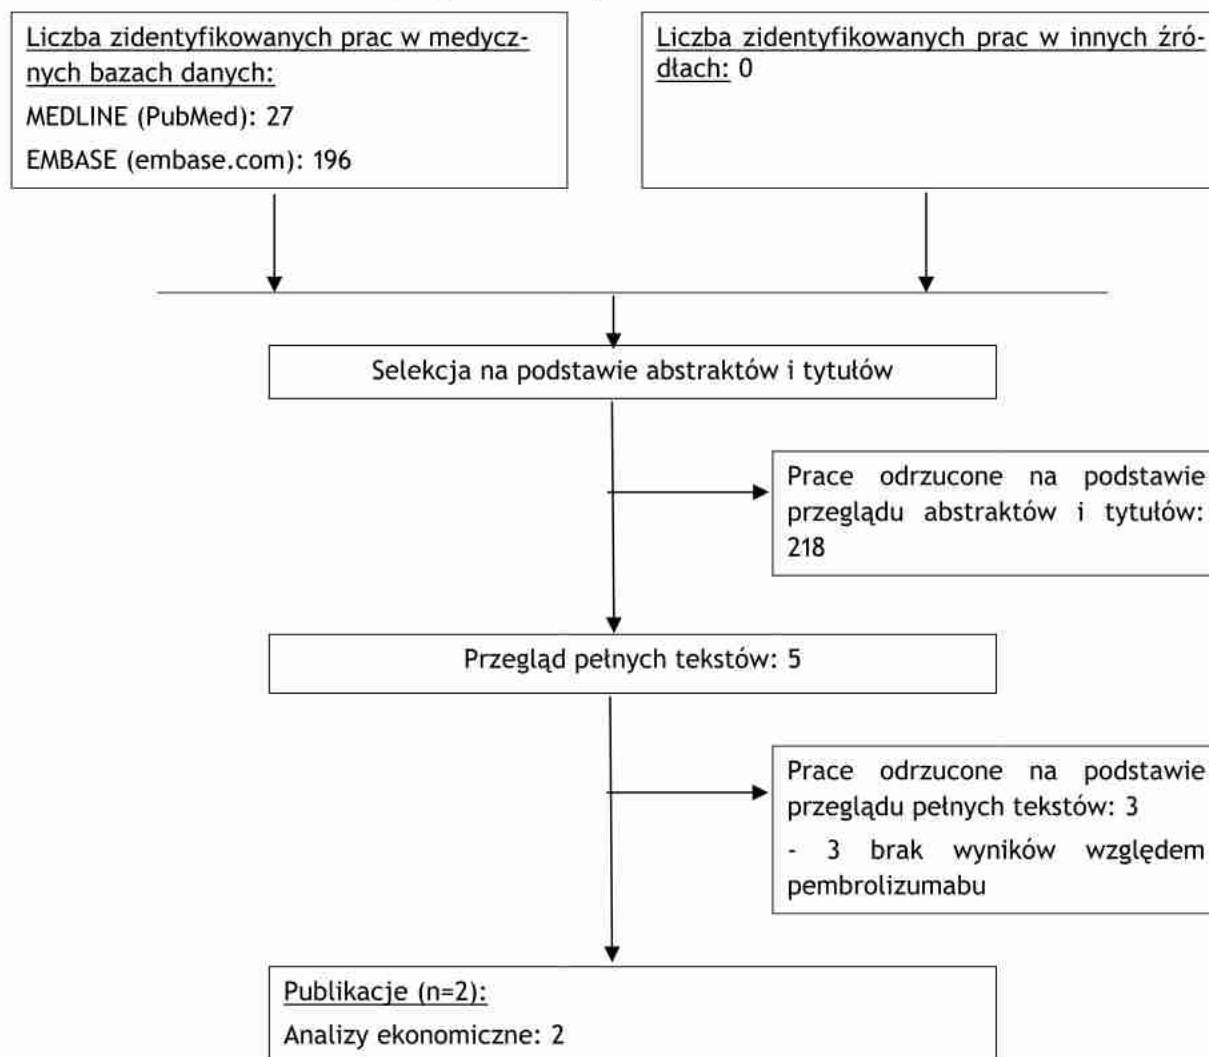 Liczba zidentyfikowanych prac w medycz-
nych bazach danych:
MEDLINE (PubMed): 27
EMBASE (embase.com): 196
Liczba zidentyfikowanych prac w innych źró-
dłach: 0
Selekcja na podstawie abstraktów i tytułów
Prace odrzucone na podstawie
przeglądu abstraktów i tytułów:
218
Przegląd pełnych tekstów: 5
Prace odrzucone na podstawie
przeglądu pełnych tekstów: 3
- 3 brak wyników względem
pembrolizumabu
Publikacje (n=2):
Analizy ekonomiczne: 2